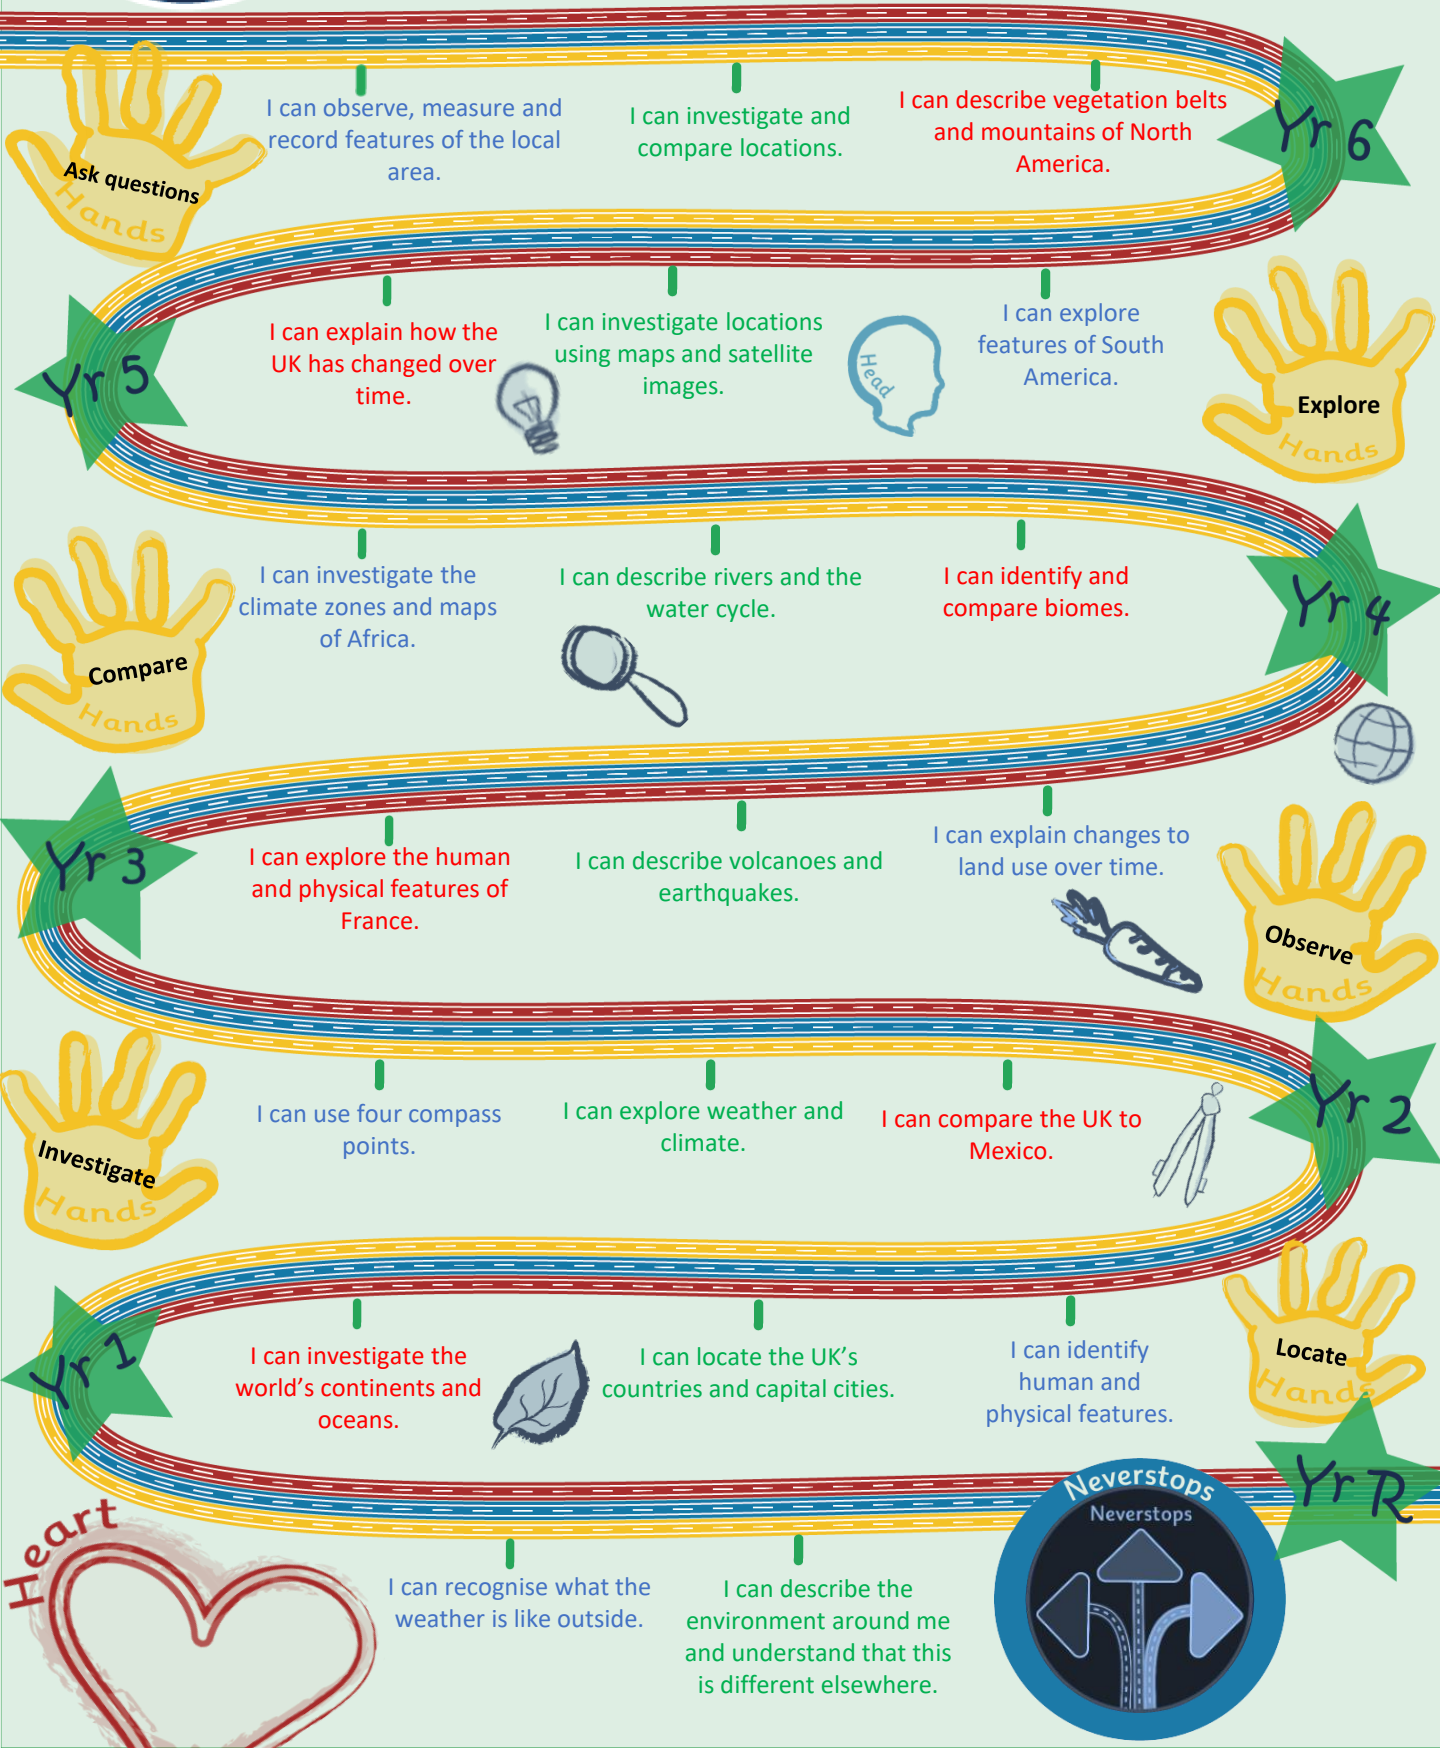 I can observe, measure and
record features of the local
area.
I can investigate and
compare locations.
I can describe vegetation belts
and mountains of North
America.
Yr 6
Ask questions
Hands
I can explain how the
UK has changed over
time.
I can investigate locations
using maps and satellite
images.
Head
I can explore
features of South
America.
Explore
Hands
Yr 5
I can investigate the
climate zones and maps
of Africa.
I can describe rivers and the
water cycle.
I can identify and
compare biomes.
Yr 4
Compare
Hands
Yr 3
I can explore the human
and physical features of
France.
I can describe volcanoes and
earthquakes.
I can explain changes to
land use over time.
Observe
Hands
I can use four compass
points.
I can explore weather and
climate.
I can compare the UK to
Mexico.
Yr 2
Investigate
Hands
Yr 1
I can investigate the
world’s continents and
oceans.
I can locate the UK’s
countries and capital cities.
I can identify
human and
physical features.
Locate
Hands
Yr R
Heart
I can recognise what the
weather is like outside.
I can describe the
environment around me
and understand that this
is different elsewhere.
Neverstops
Neverstops